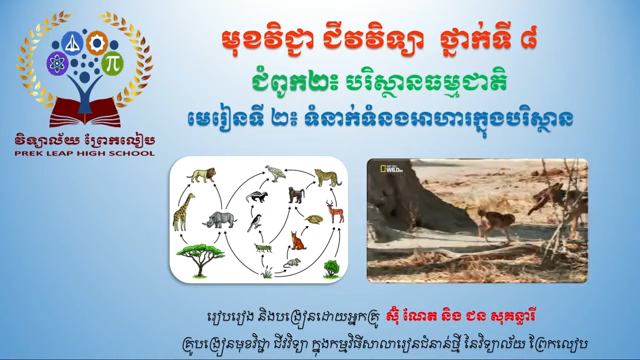 មុខវិជ្ជា ជីវវិទ្យា ថ្នាក់ទី ៨
ជំពូក២៖ បរិស្ថានធម្មជាតិ
មេរៀនទី ២៖ ទំនាក់ទំនងអាហារក្នុងបរិស្ថាន
វិទ្យាល័យ ព្រែកលៀប
PREK LEAP HIGH SCHOOL
WILD
រៀបរៀង និងបង្រៀនដោយអ្នកគ្រូ ស៊ុំ ណែត និង ជន សុគន្ធារី
គ្រូបង្រៀនមុខវិជ្ជា ជីវវិទ្យា ក្នុងកម្មវិធីសាលារៀនជំនាន់ថ្មី នៃវិទ្យាល័យ ព្រែកលៀប